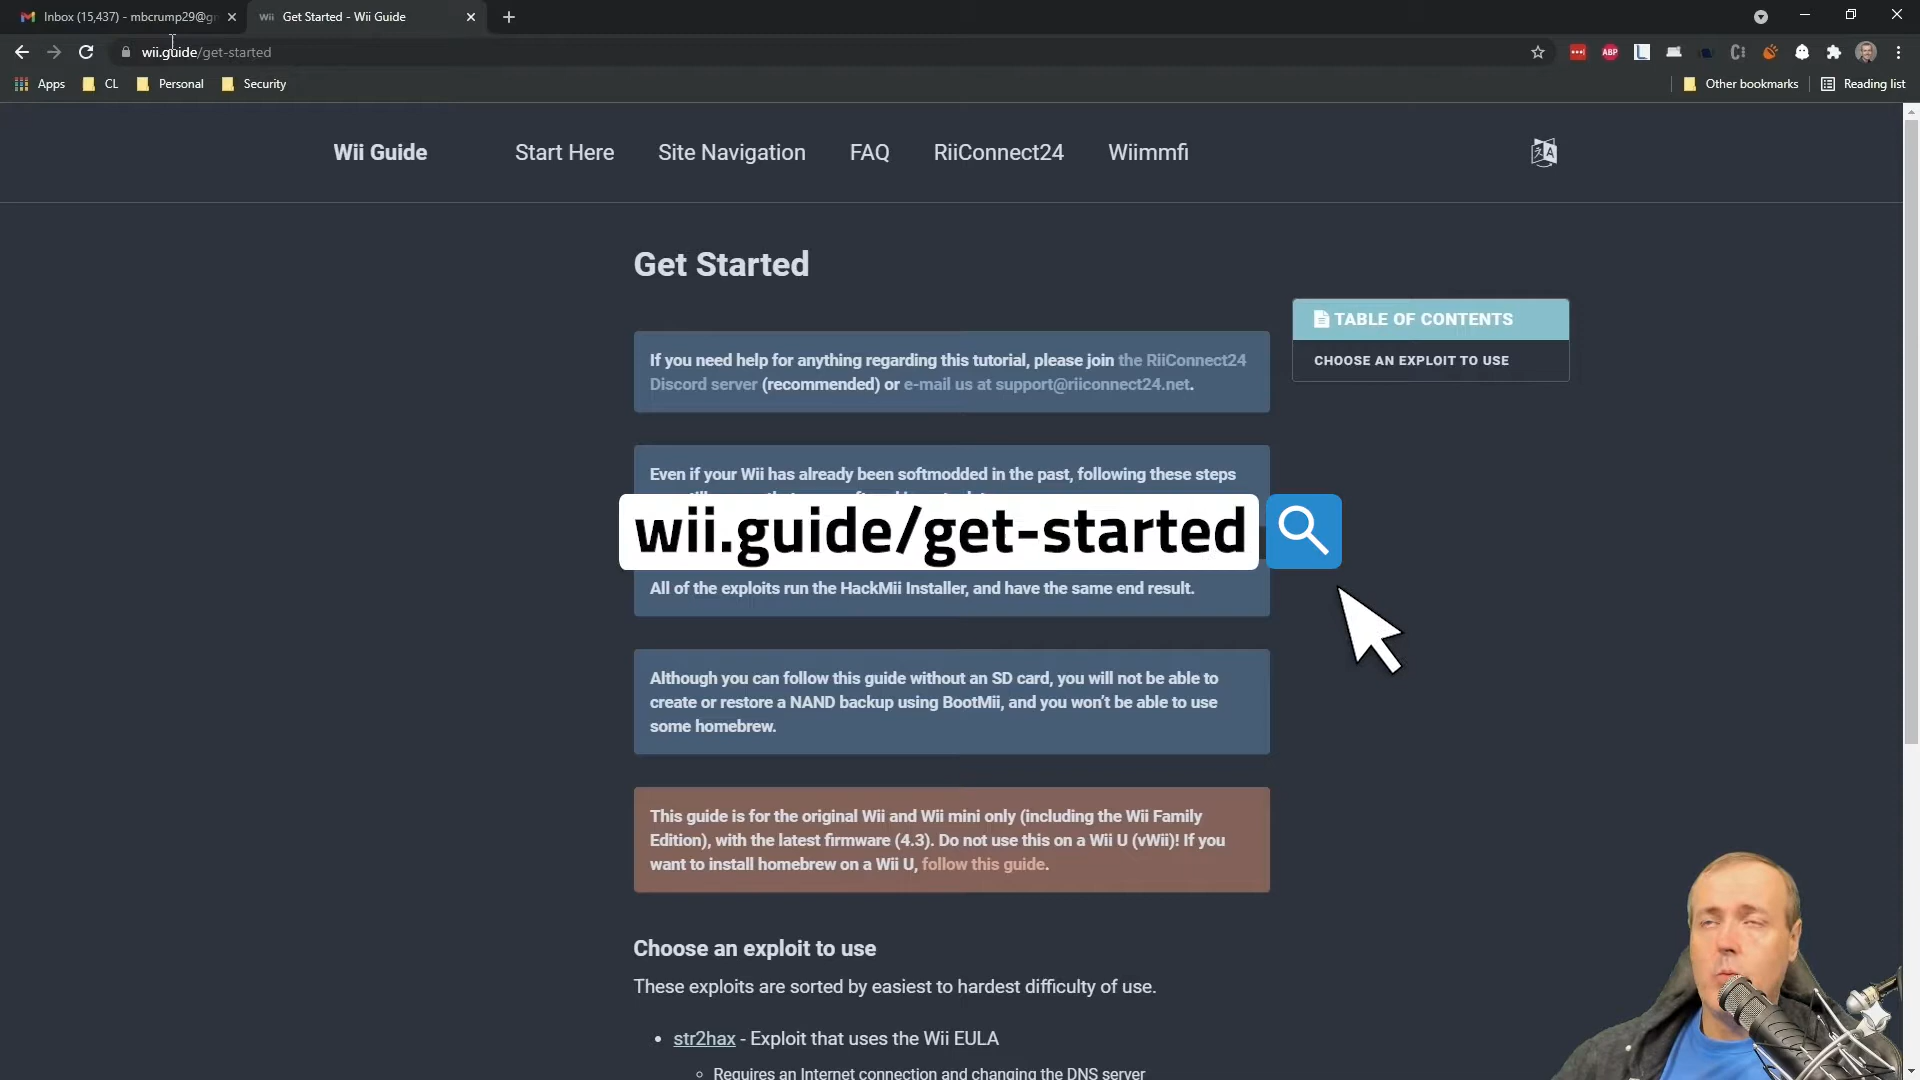 Inbox (15,437) - mbcrump29@gm
Get Started - Wii Guide
wii.guide/get-started
ABP
Apps
CL
Personal
Security
Other bookmarks
Reading list
Wii Guide
Start Here
Site Navigation
FAQ
RiiConnect24
Wiimmfi
Get Started
TABLE OF CONTENTS
CHOOSE AN EXPLOIT TO USE
If you need help for anything regarding this tutorial, please join the RiiConnect24
Discord server (recommended) or e-mail us at support@riiconnect24.net.
Even if your Wii has already been softmodded in the past, following these steps
wii.guide/get-started
All of the exploits run the HackMii Installer, and have the same end result.
Although you can follow this guide without an SD card, you will not be able to
create or restore a NAND backup using BootMii, and you won't be able to use
some homebrew.
This guide is for the original Wii and Wii mini only (including the Wii Family
Edition), with the latest firmware (4.3). Do not use this on a Wii U (vWii)! If you
want to install homebrew on a Wii U, follow this guide.
Choose an exploit to use
These exploits are sorted by easiest to hardest difficulty of use.
• str2hax - Exploit that uses the Wii EULA
Requires an Internet connection and changing the DNS server